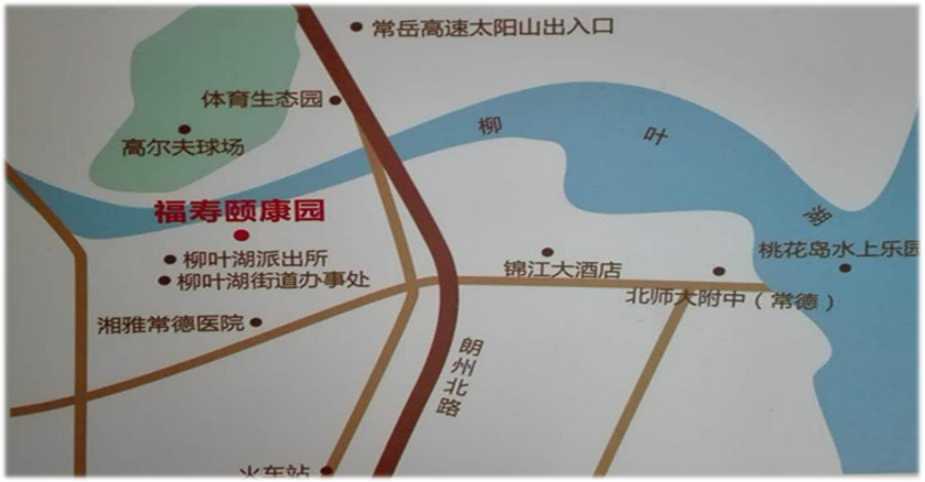 常岳高速太阳山出入口
体育生态园
高尔夫球场
柳
叶
湖
福寿颐康园
柳叶湖派出所
柳叶湖街道办事处
湘雅常德医院
锦江大酒店
桃花岛水上乐园
北师大附中（常德）
朗州北路
火车站